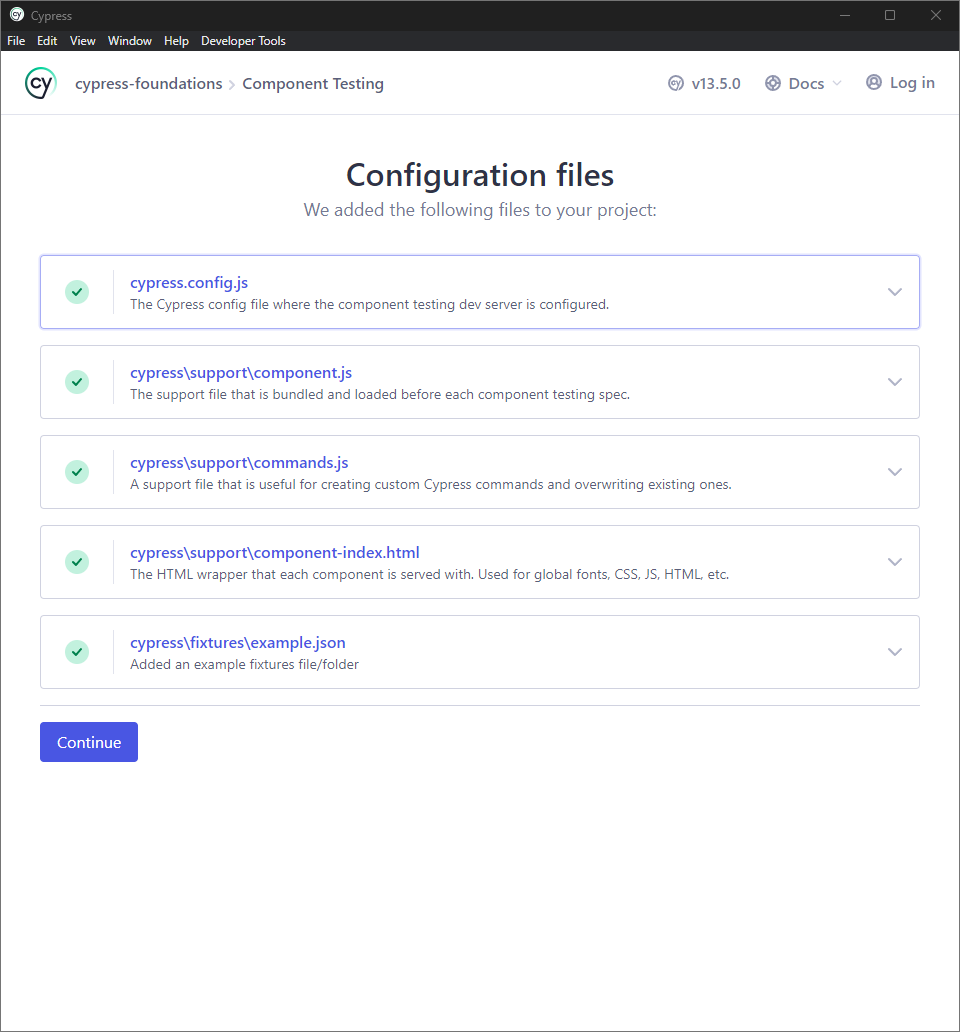 Cypress
File Edit View Window Help Developer Tools
cy cypress-foundations Component Testing v13.5.0 Docs Log in
Configuration files
We added the following files to your project:
cypress.config.js
The Cypress config file where the component testing dev server is configured.
cypress\support\component.js
The support file that is bundled and loaded before each component testing spec.
cypress\support\commands.js
A support file that is useful for creating custom Cypress commands and overwriting existing ones.
cypress\support\component-index.html
The HTML wrapper that each component is served with. Used for global fonts, CSS, JS, HTML, etc.
cypress\fixtures\example.json
Added an example fixtures file/folder
Continue